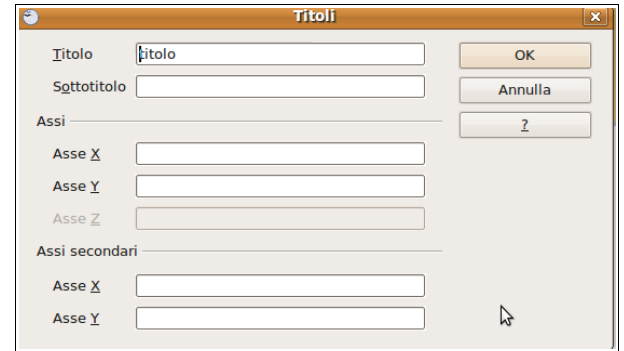 Titoli
Titolo titolo OK
Sottotitolo Annulla
Assi ?
Asse X
Asse Y
Asse Z
Assi secondari
Asse X
Asse Y